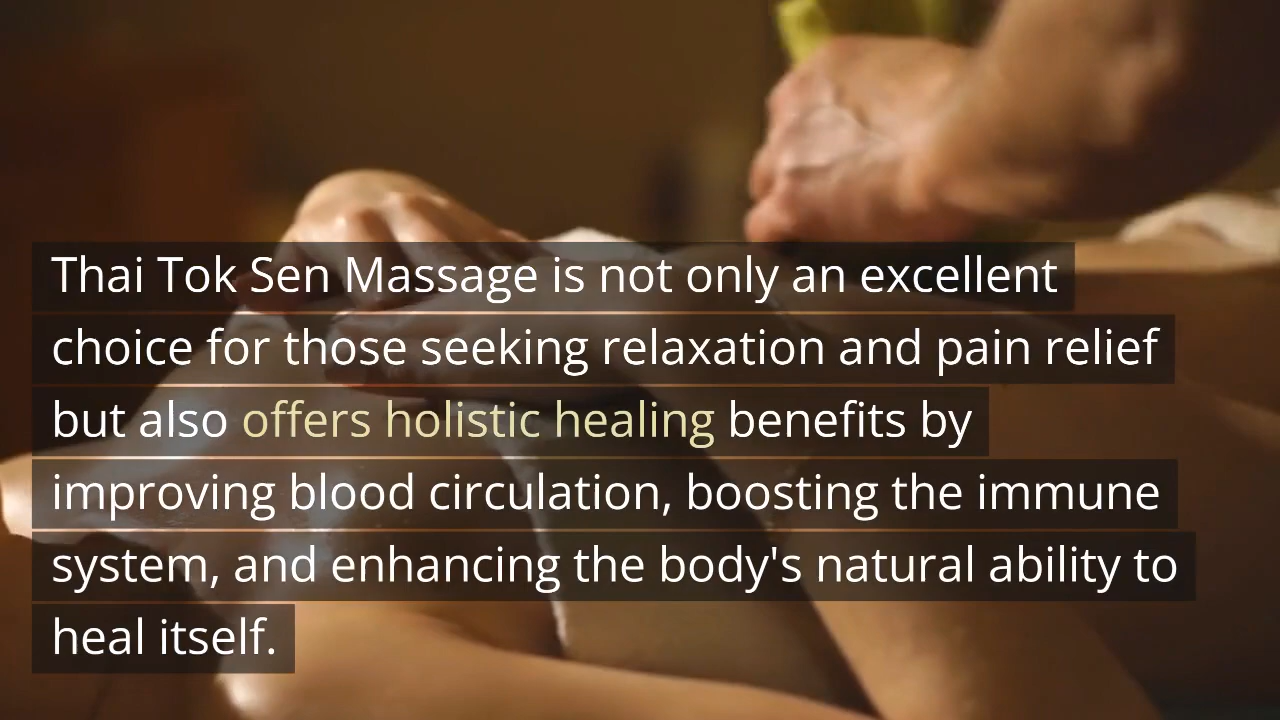 Thai Tok Sen Massage is not only an excellent
choice for those seeking relaxation and pain relief
but also offers holistic healing benefits by
improving blood circulation, boosting the immune
system, and enhancing the body's natural ability to
heal itself.